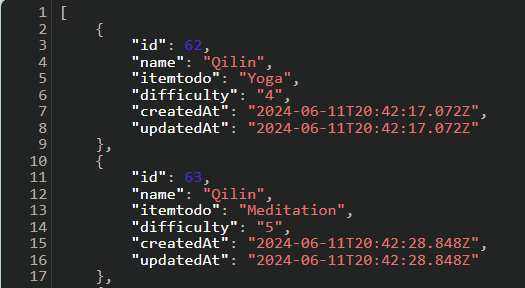 1 [
2 {
3 "id": 62,
4 "name": "Qilin",
5 "itemtodo": "Yoga",
6 "difficulty": "4",
7 "createdAt": "2024-06-11T20:42:17.072Z",
8 "updatedAt": "2024-06-11T20:42:17.072Z"
9 },
10 {
11 "id": 63,
12 "name": "Qilin",
13 "itemtodo": "Meditation",
14 "difficulty": "5",
15 "createdAt": "2024-06-11T20:42:28.848Z",
16 "updatedAt": "2024-06-11T20:42:28.848Z"
17 },